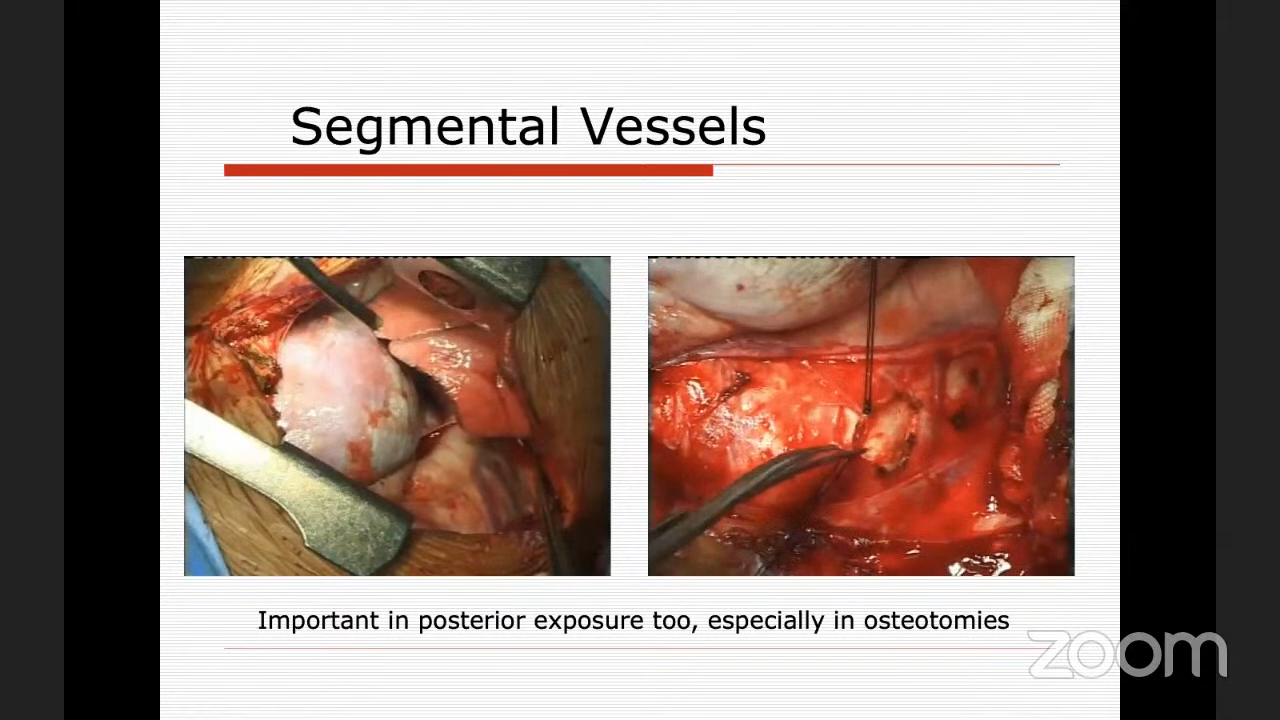 Segmental Vessels
Important in posterior exposure too, especially in osteotomies
zoom